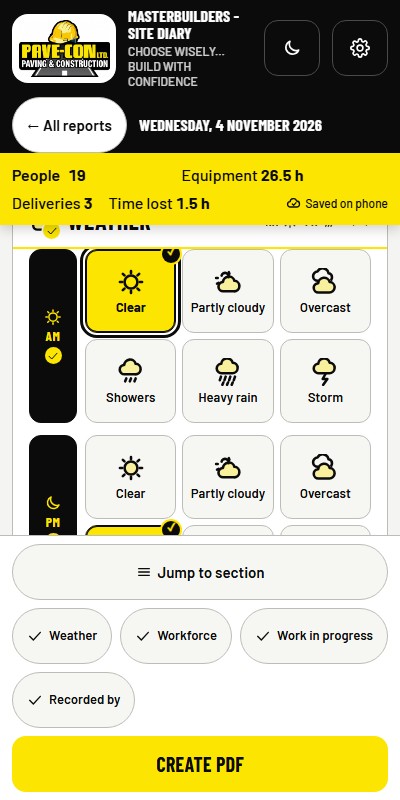 PAVE-CON LTD.
PAVING & CONSTRUCTION
MASTERBUILDERS -
SITE DIARY
CHOOSE WISELY...
BUILD WITH
CONFIDENCE
← All reports
WEDNESDAY, 4 NOVEMBER 2026
People 19
Equipment 26.5 h
Deliveries 3
Time lost 1.5 h
Saved on phone
WEATHER
AM
Clear
Partly cloudy
Overcast
Showers
Heavy rain
Storm
PM
Clear
Partly cloudy
Overcast
Jump to section
Weather
Workforce
Work in progress
Recorded by
CREATE PDF